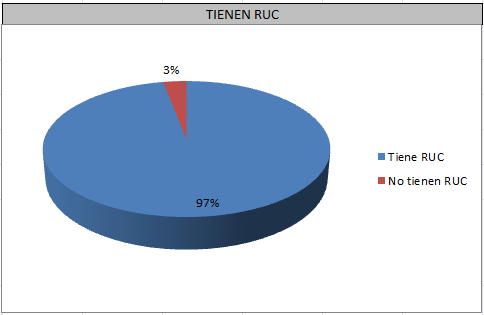 TIENEN RUC
3%
97%
Tiene RUC
No tienen RUC